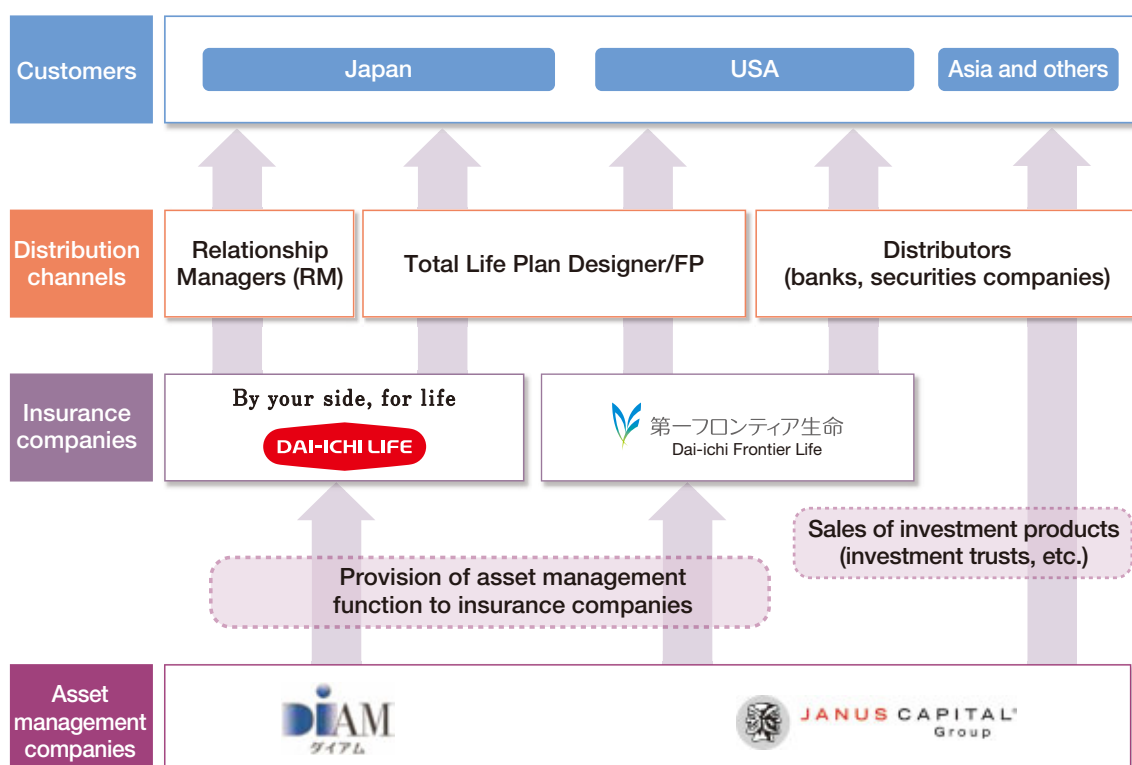 Customers
Japan
USA
Asia and others
Distribution
channels
Relationship
Managers (RM)
Total Life Plan Designer/FP
Distributors
(banks, securities companies)
Insurance
companies
By your side, for life
DAI-ICHI LIFE
第一フロンティア生命
Dai-ichi Frontier Life
Sales of investment products
(investment trusts, etc.)
Provision of asset management
function to insurance companies
Asset
management
companies
DIAM
ダイアム
JANUS CAPITAL®
Group